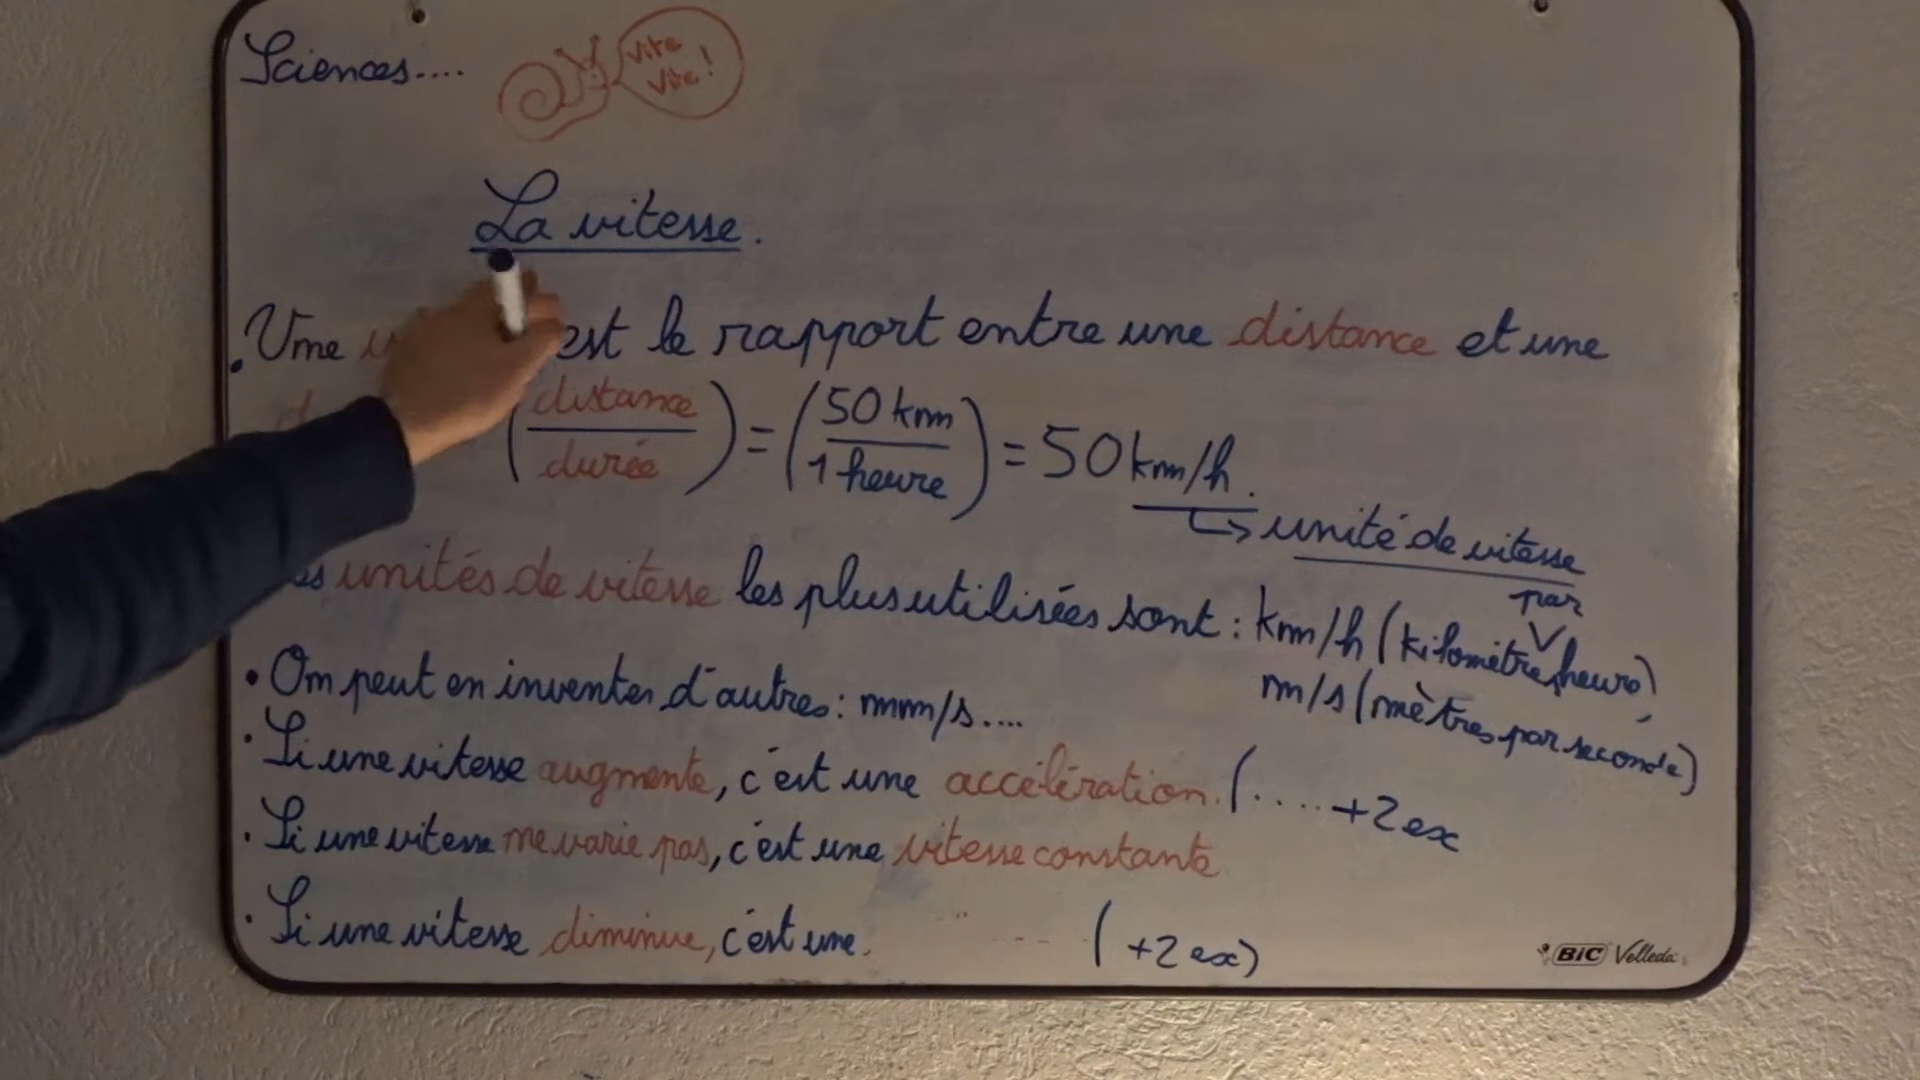 Sciences....
Vite
Vite!
La vitesse.
. Une est le rapport entre une distance et une
(distance / durée) = (50 km / 1 heure) = 50 km/h.
↳ unité de vitesse
unités de vitesse les plus utilisées sont : km/h (kilomètre par heure),
m/s (mètres par seconde)
• On peut en inventer d'autres : mm/s....
. Si une vitesse augmente, c'est une accélération. (.... +2 ex
. Si une vitesse ne varie pas, c'est une vitesse constante
. Si une vitesse diminue, c'est une. .... ( +2 ex)
BIC Velleda